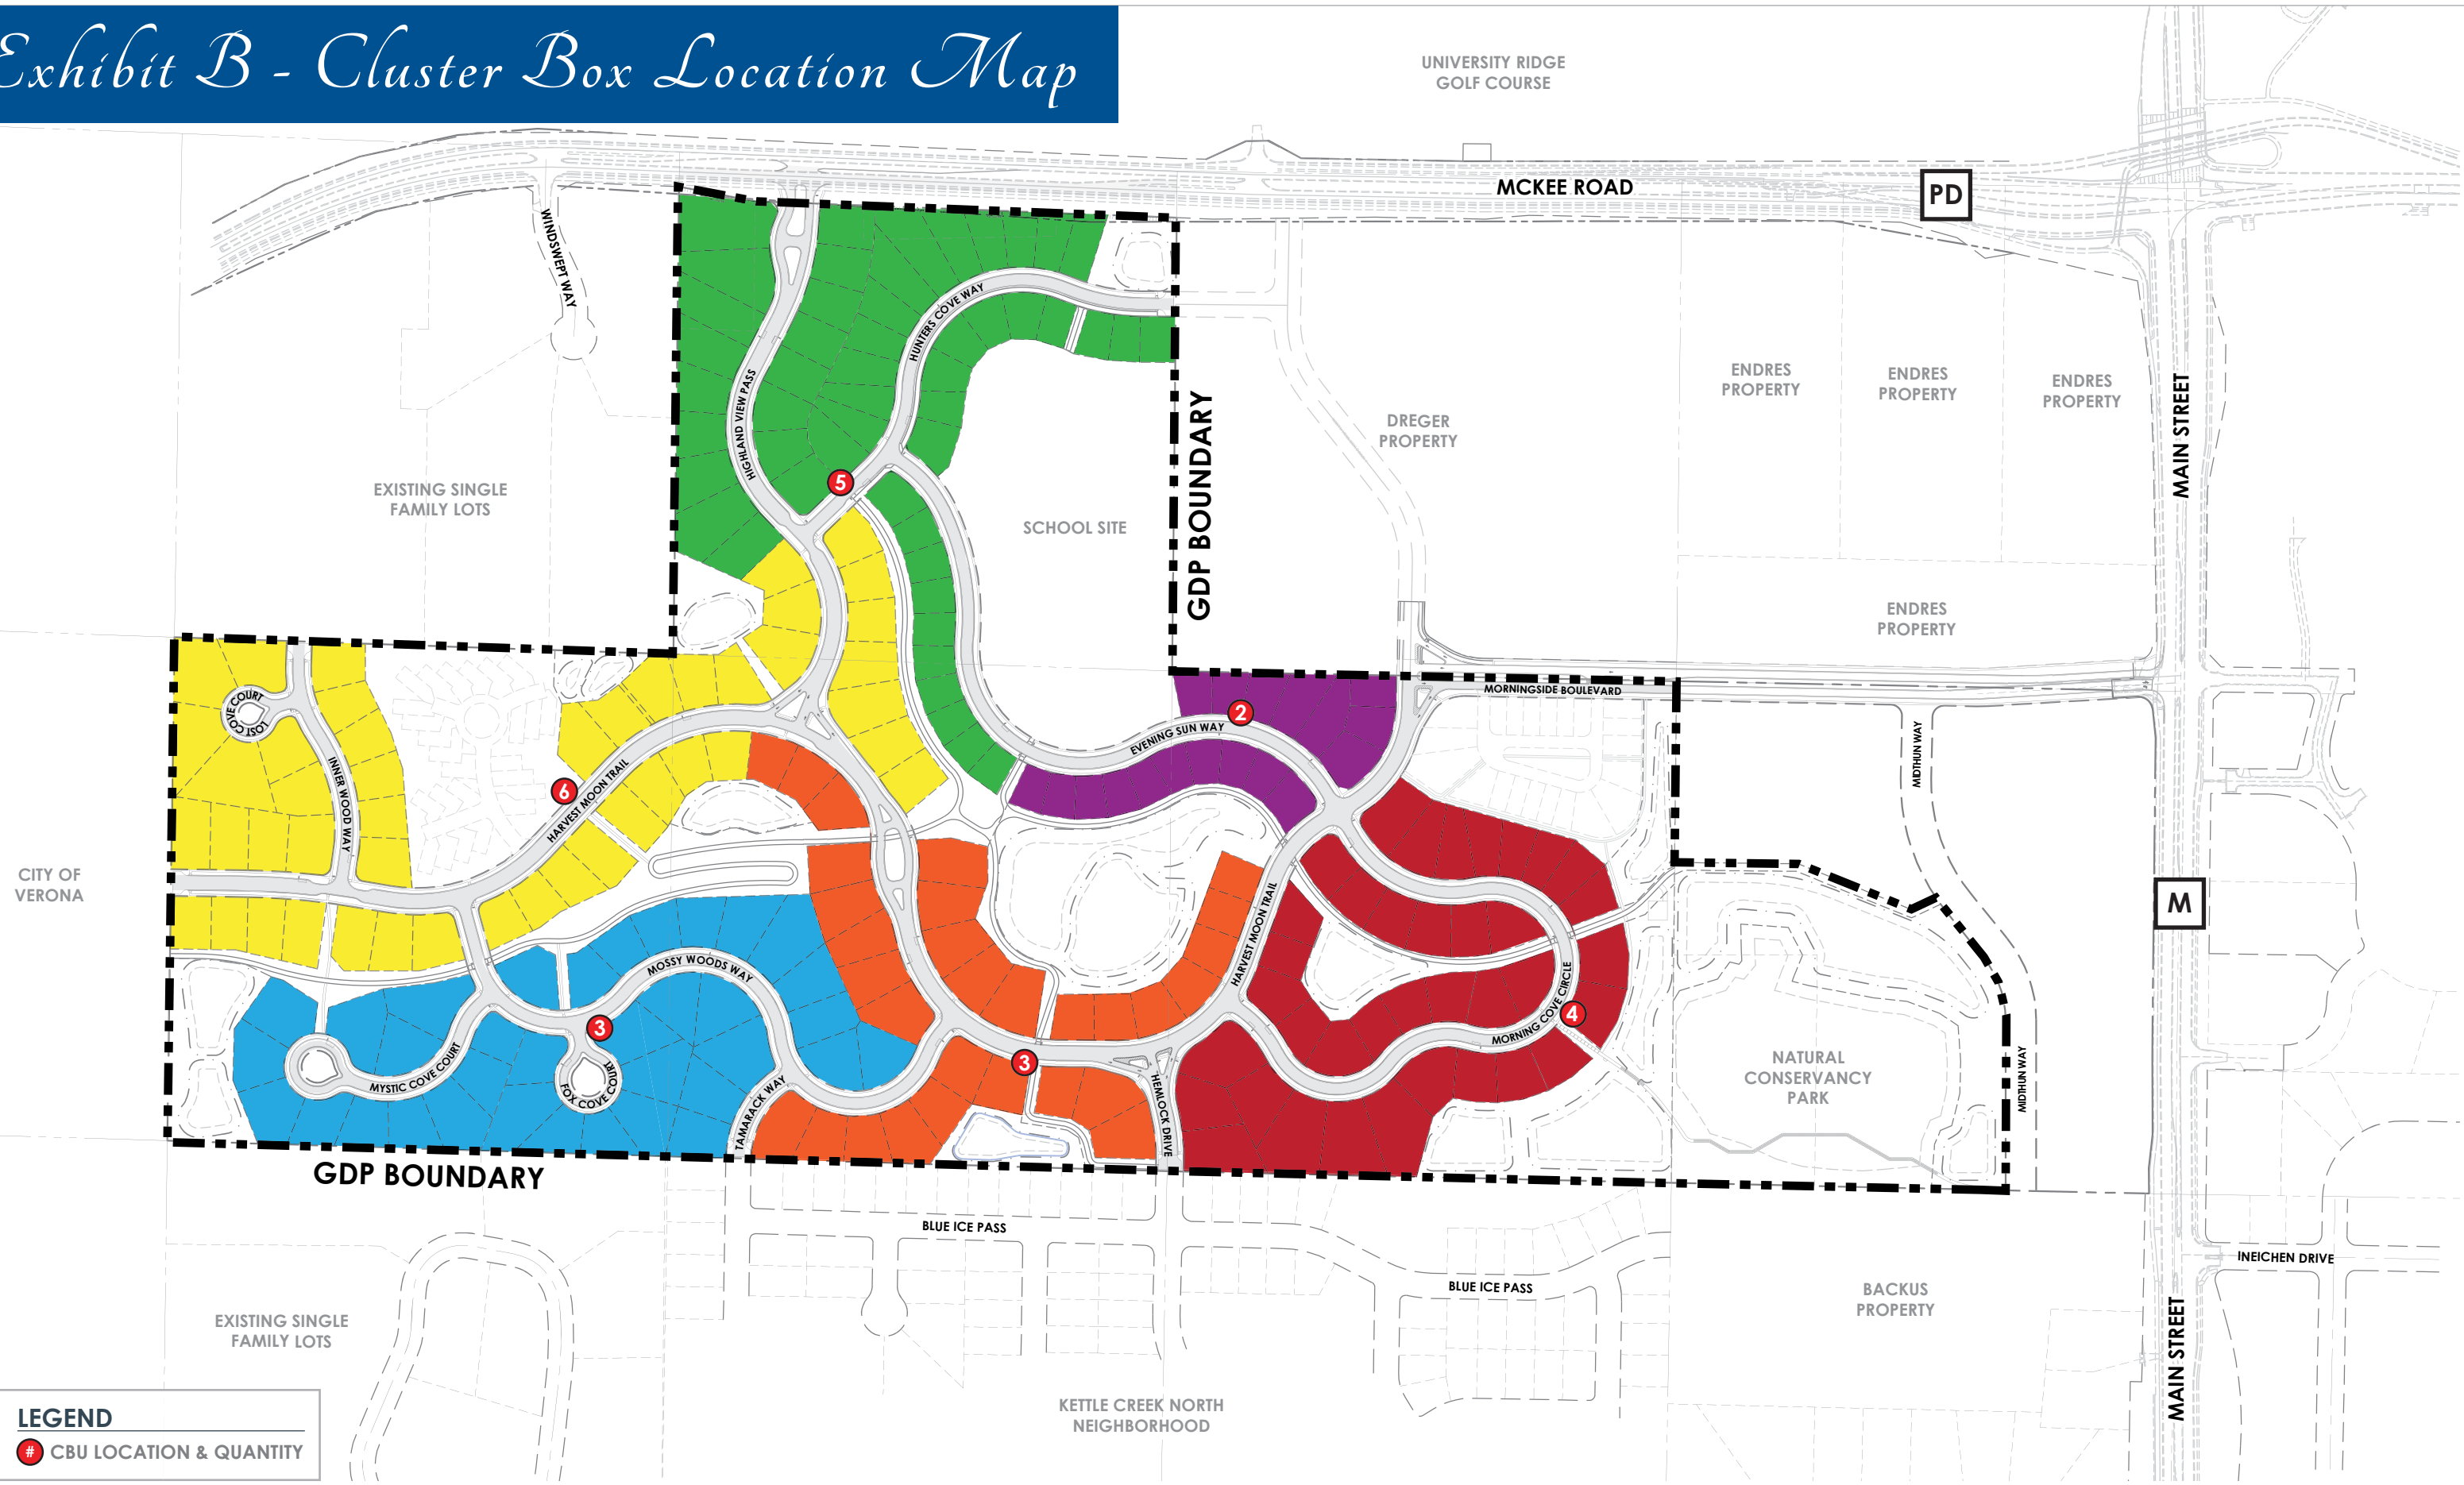 Exhibit B - Cluster Box Location Map
UNIVERSITY RIDGE
GOLF COURSE
MCKEE ROAD
PD
WINDSWEPT WAY
HUNTERS COVE WAY
HIGHLAND VIEW PASS
GDP BOUNDARY
MAIN STREET
ENDRES
PROPERTY
ENDRES
PROPERTY
ENDRES
PROPERTY
DREGER
PROPERTY
EXISTING SINGLE
FAMILY LOTS
5
SCHOOL SITE
ENDRES
PROPERTY
MORNINGSIDE BOULEVARD
LOST COVE COURT
2
EVENING SUN WAY
MIDTHUN WAY
INNER WOOD WAY
6
HARVEST MOON TRAIL
CITY OF
VERONA
M
HARVEST MOON TRAIL
MOSSY WOODS WAY
MORNING COVE CIRCLE
4
3
3
MYSTIC COVE COURT
FOX COVE COURT
TAMARACK WAY
HEMLOCK DRIVE
NATURAL
CONSERVANCY
PARK
MIDTHUN WAY
GDP BOUNDARY
BLUE ICE PASS
BLUE ICE PASS
INEICHEN DRIVE
BACKUS
PROPERTY
MAIN STREET
EXISTING SINGLE
FAMILY LOTS
KETTLE CREEK NORTH
NEIGHBORHOOD
LEGEND
# CBU LOCATION & QUANTITY